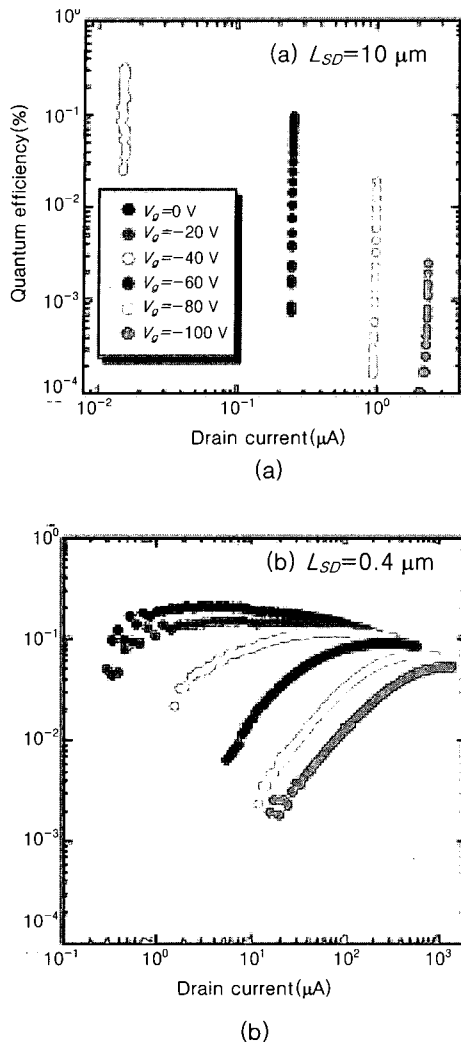 10⁰
(a) L_SD=10 μm
10⁻¹
Quantum efficiency(%)
10⁻²
V_g=0 V
V_g=−20 V
V_g=−40 V
V_g=−60 V
V_g=−80 V
V_g=−100 V
10⁻³
10⁻⁴
10⁻² 10⁻¹ 10⁰
Drain current(μA)
(a)
10⁰
(b) L_SD=0.4 μm
10⁻¹
10⁻²
10⁻³
10⁻⁴
10⁻¹ 10⁰ 10¹ 10² 10³
Drain current(μA)
(b)